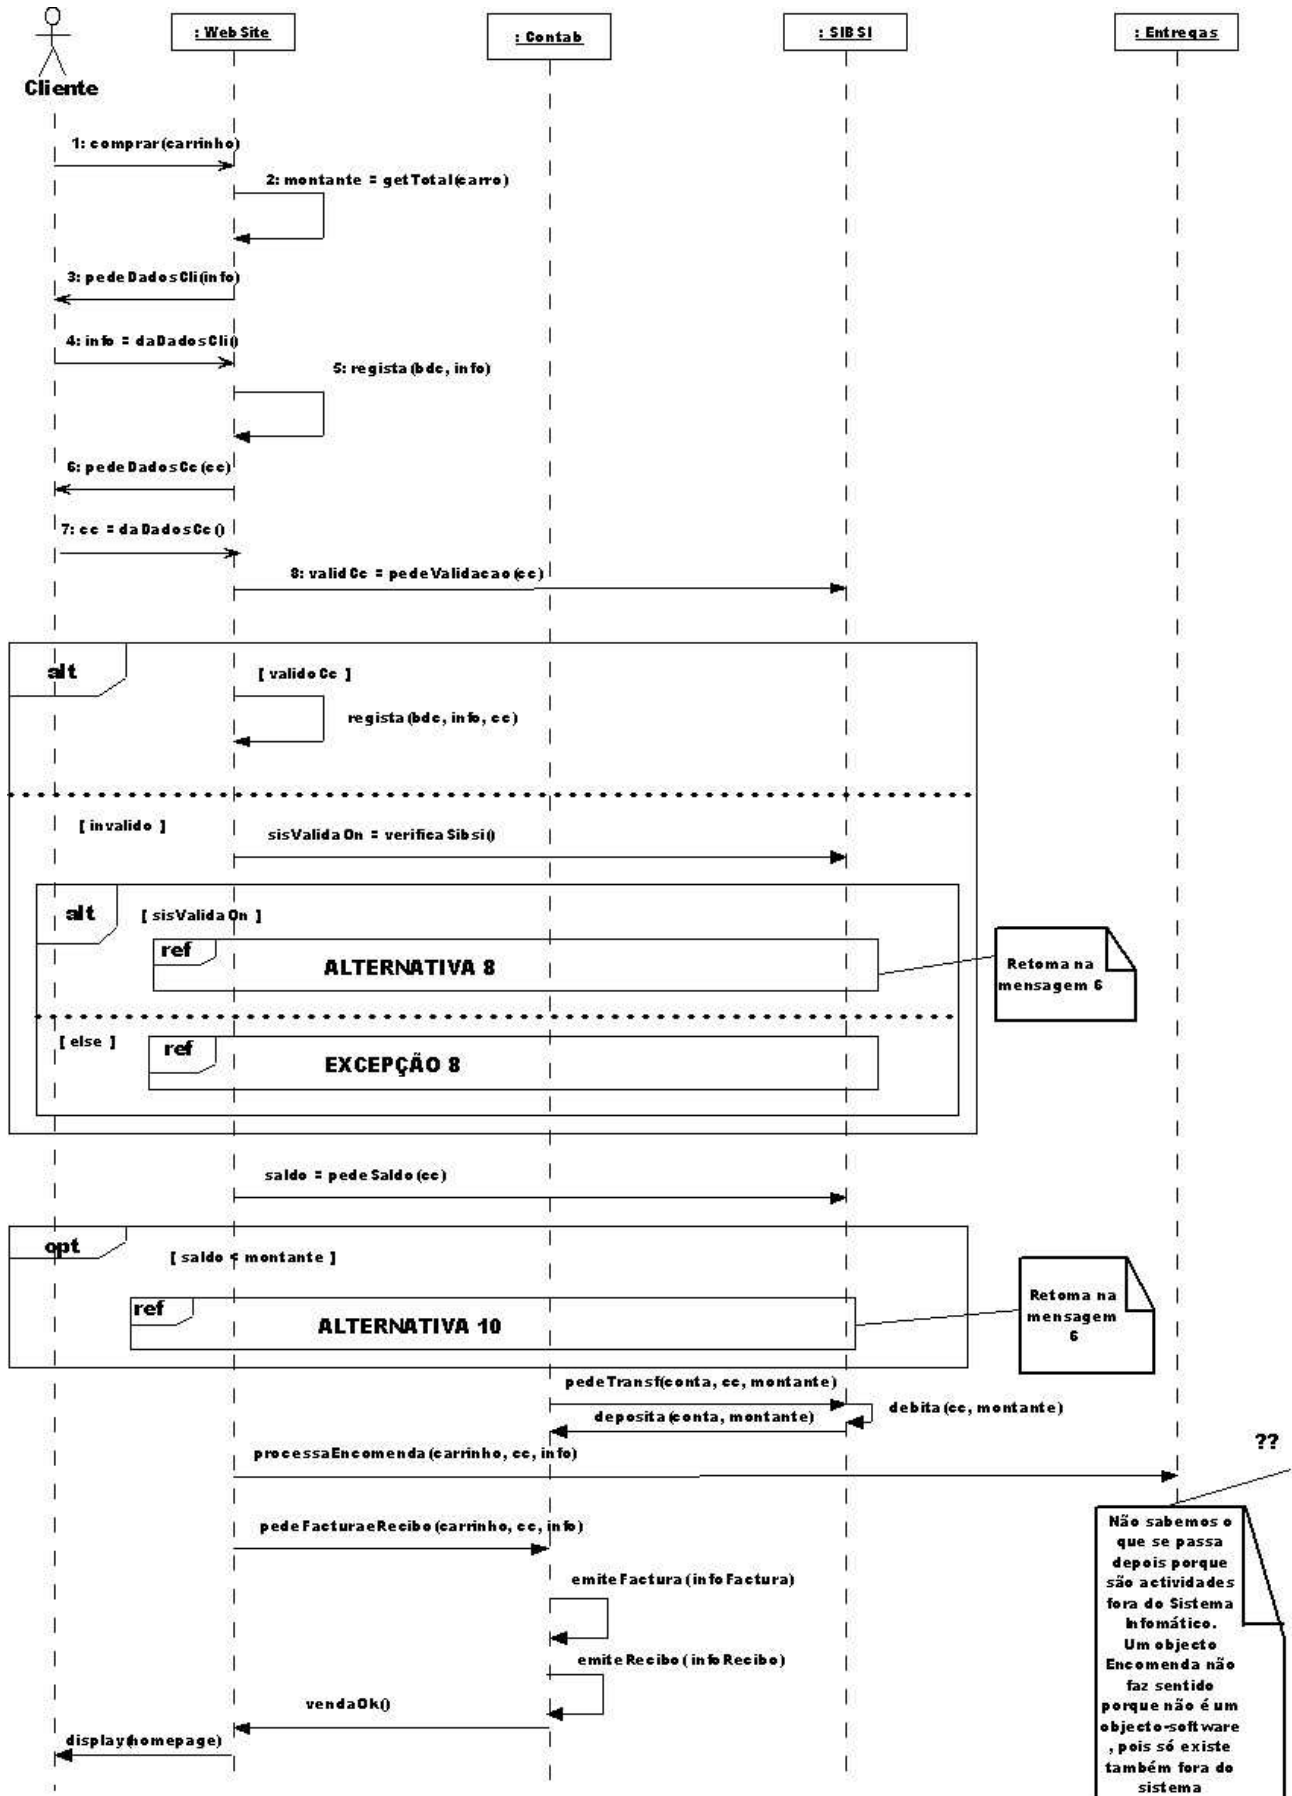 : WebSite
: Contab
: SIBSI
: Entregas
Cliente
1: comprar(carrinho)
2: montante = getTotal(carro)
3: pedeDadosCli(info)
4: info = daDadosCli()
5: regista(bdc, info)
6: pedeDadosCc(cc)
7: cc = daDadosCc()
8: validCc = pedeValidacao(cc)
alt
[ validoCc ]
regista(bdc, info, cc)
[ invalido ]
sisValidaOn = verificaSibsi()
alt
[ sisValidaOn ]
ref
ALTERNATIVA 8
Retoma na
mensagem 6
[ else ]
ref
EXCEPÇÃO 8
saldo = pedeSaldo(cc)
opt
[ saldo < montante ]
ref
ALTERNATIVA 10
Retoma na
mensagem
6
pedeTransf(conta, cc, montante)
debita(cc, montante)
deposita(conta, montante)
processaEncomenda(carrinho, cc, info)
??
pedeFacturaeRecibo(carrinho, cc, info)
emiteFactura(infoFactura)
emiteRecibo(infoRecibo)
vendaOk()
display(homepage)
Não sabemos o
que se passa
depois porque
são actividades
fora do Sistema
Infomático.
Um objecto
Encomenda não
faz sentido
porque não é um
objecto-software
, pois só existe
também fora do
sistema